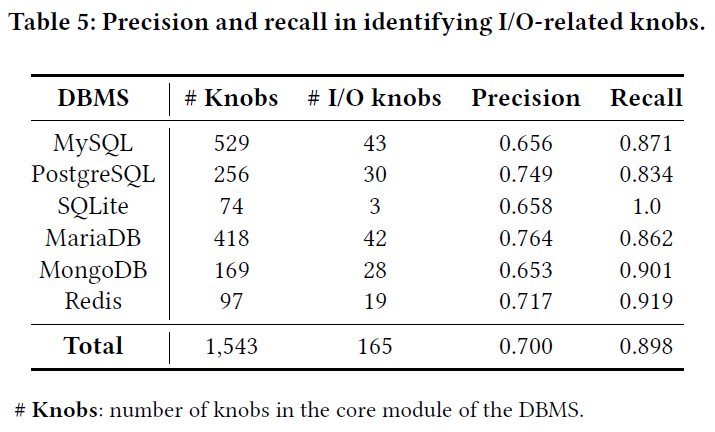 Table 5: Precision and recall in identifying I/O-related knobs.
DBMS # Knobs # I/O knobs Precision Recall
MySQL 529 43 0.656 0.871
PostgreSQL 256 30 0.749 0.834
SQLite 74 3 0.658 1.0
MariaDB 418 42 0.764 0.862
MongoDB 169 28 0.653 0.901
Redis 97 19 0.717 0.919
Total 1,543 165 0.700 0.898
# Knobs: number of knobs in the core module of the DBMS.